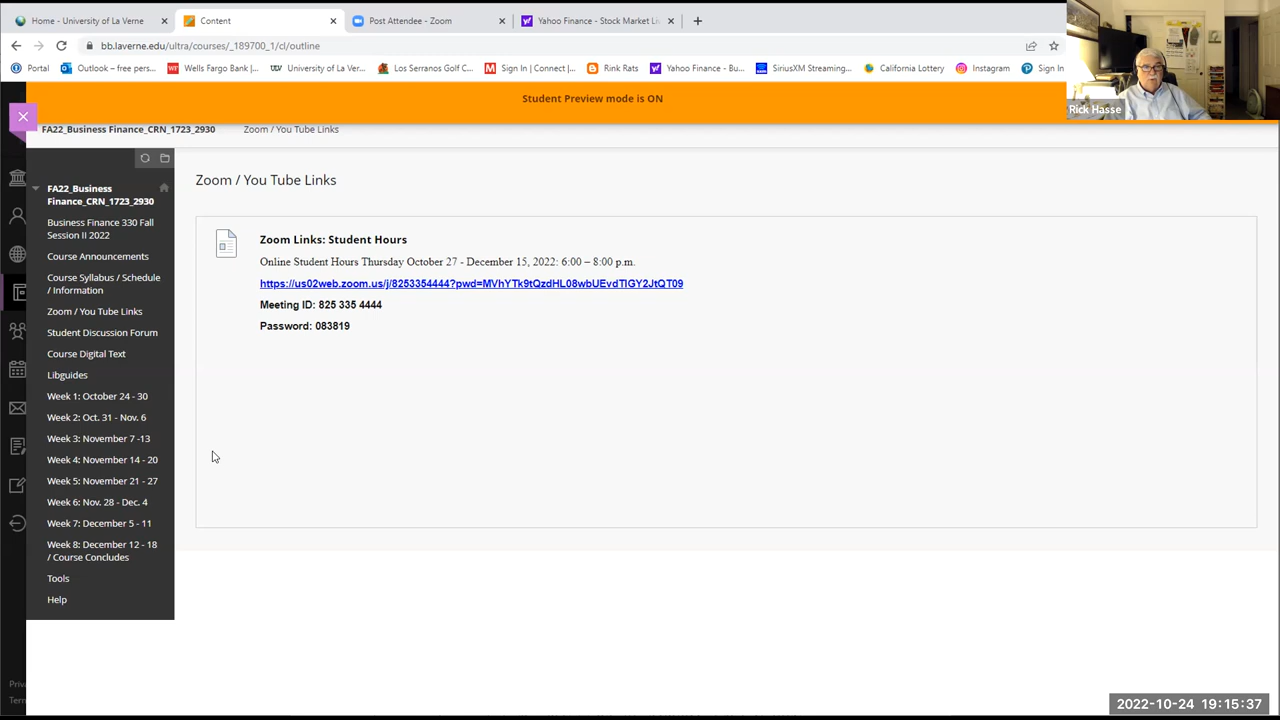 Home - University of La Verne
Content
Post Attendee - Zoom
Yahoo Finance - Stock Market Li
bb.laverne.edu/ultra/courses/_189700_1/cl/outline
Portal
Outlook – free pers...
Wells Fargo Bank |...
University of La Ver...
Los Serranos Golf C...
Sign In | Connect |...
Rink Rats
Yahoo Finance - Bu...
SiriusXM Streaming...
California Lottery
Instagram
Sign In
Rick Hasse
Student Preview mode is ON
FA22_Business Finance_CRN_1723_2930
Zoom / You Tube Links
FA22_Business
Finance_CRN_1723_2930
Business Finance 330 Fall
Session II 2022
Course Announcements
Course Syllabus / Schedule
/ Information
Zoom / You Tube Links
Student Discussion Forum
Course Digital Text
Libguides
Week 1: October 24 - 30
Week 2: Oct. 31 - Nov. 6
Week 3: November 7 -13
Week 4: November 14 - 20
Week 5: November 21 - 27
Week 6: Nov. 28 - Dec. 4
Week 7: December 5 - 11
Week 8: December 12 - 18
/ Course Concludes
Tools
Help
Zoom / You Tube Links
Zoom Links: Student Hours
Online Student Hours Thursday October 27 - December 15, 2022: 6:00 – 8:00 p.m.
https://us02web.zoom.us/j/8253354444?pwd=MVhYTk9tQzdHL08wbUEvdTlGY2JtQT09
Meeting ID: 825 335 4444
Password: 083819
Priva
Term
2022-10-24 19:15:37